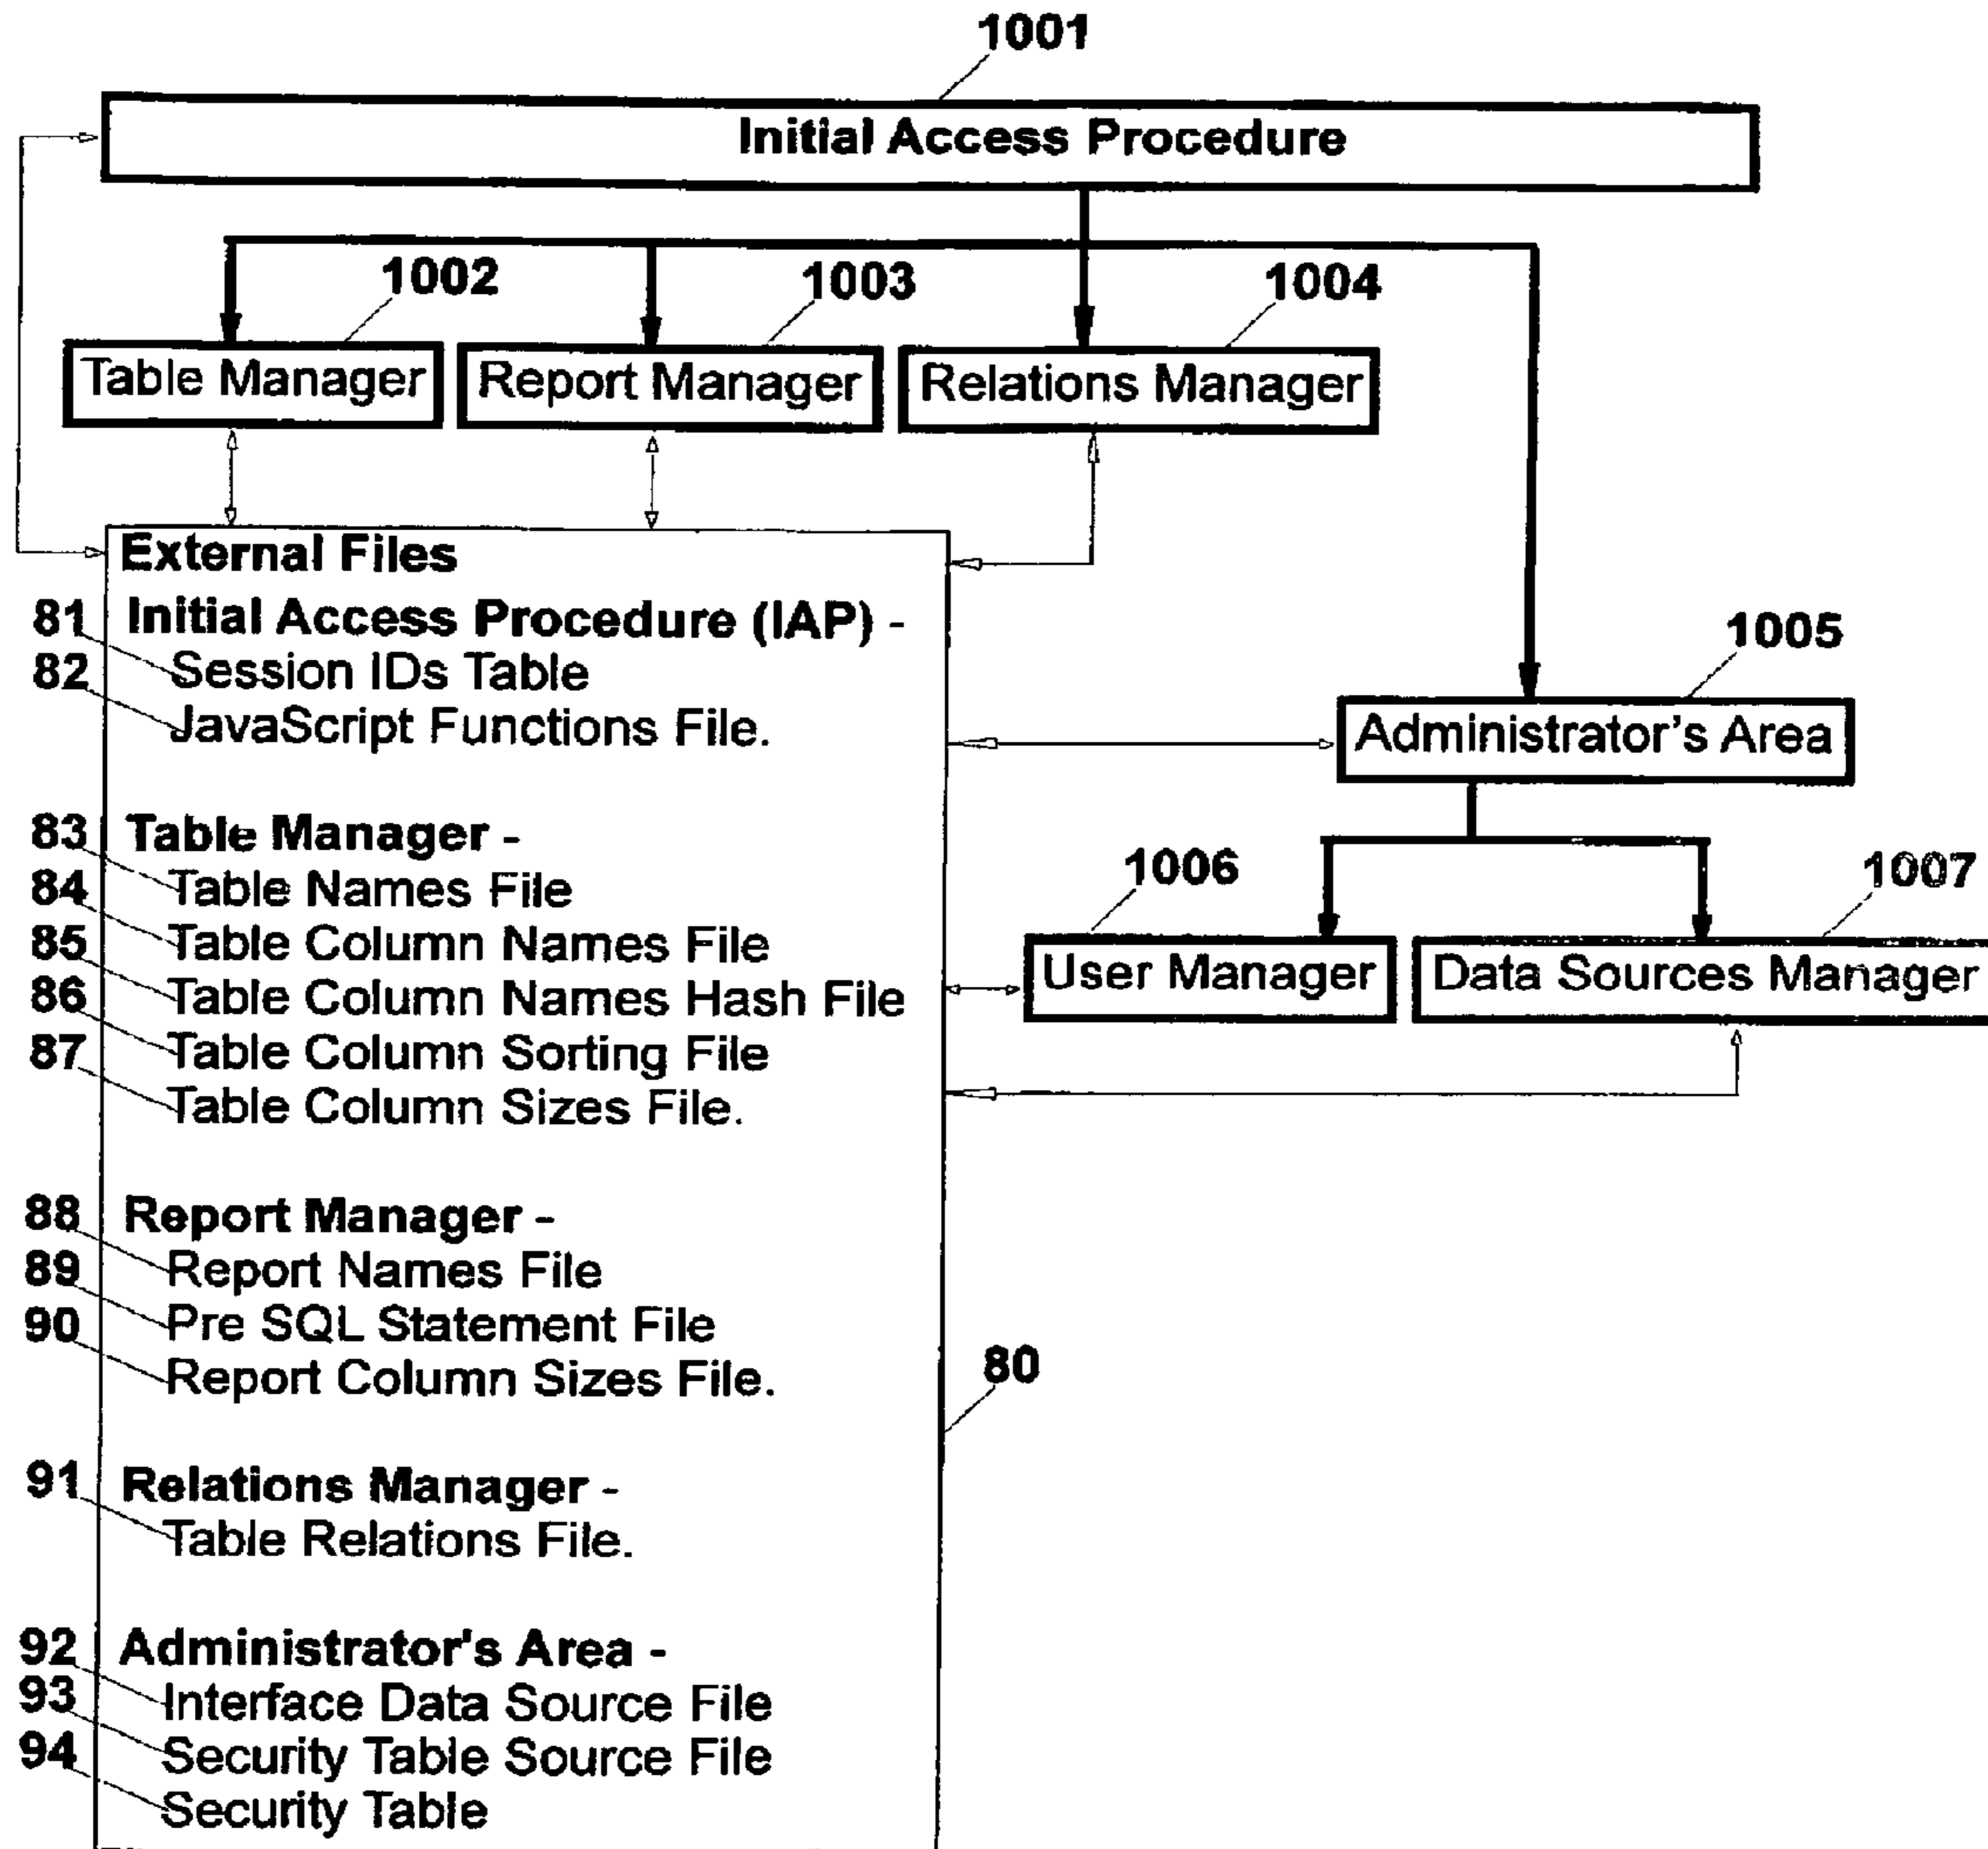 1001
Initial Access Procedure
1002
1003
1004
Table Manager
Report Manager
Relations Manager
External Files
81 Initial Access Procedure (IAP) -
82 Session IDs Table
JavaScript Functions File.
1005
Administrator's Area
83 Table Manager -
84 Table Names File
85 Table Column Names File
86 Table Column Names Hash File
87 Table Column Sorting File
Table Column Sizes File.
1006
1007
User Manager
Data Sources Manager
88 Report Manager -
89 Report Names File
90 Pre SQL Statement File
Report Column Sizes File.
80
91 Relations Manager -
Table Relations File.
92 Administrator's Area -
93 Interface Data Source File
94 Security Table Source File
Security Table